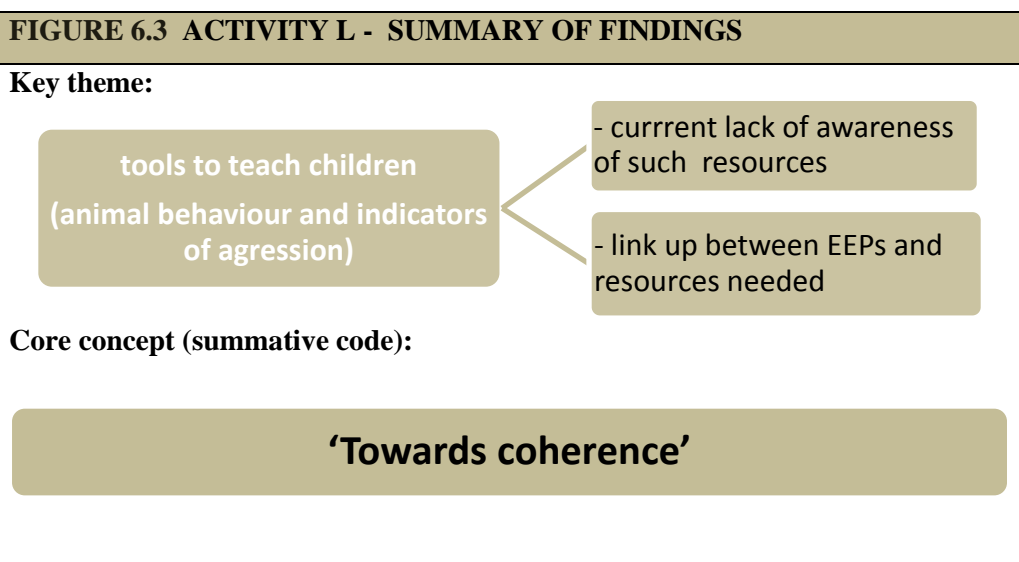 FIGURE 6.3 ACTIVITY L - SUMMARY OF FINDINGS
Key theme:
tools to teach children
(animal behaviour and indicators
of agression)
- currrent lack of awareness
of such resources
- link up between EEPs and
resources needed
Core concept (summative code):
‘Towards coherence’